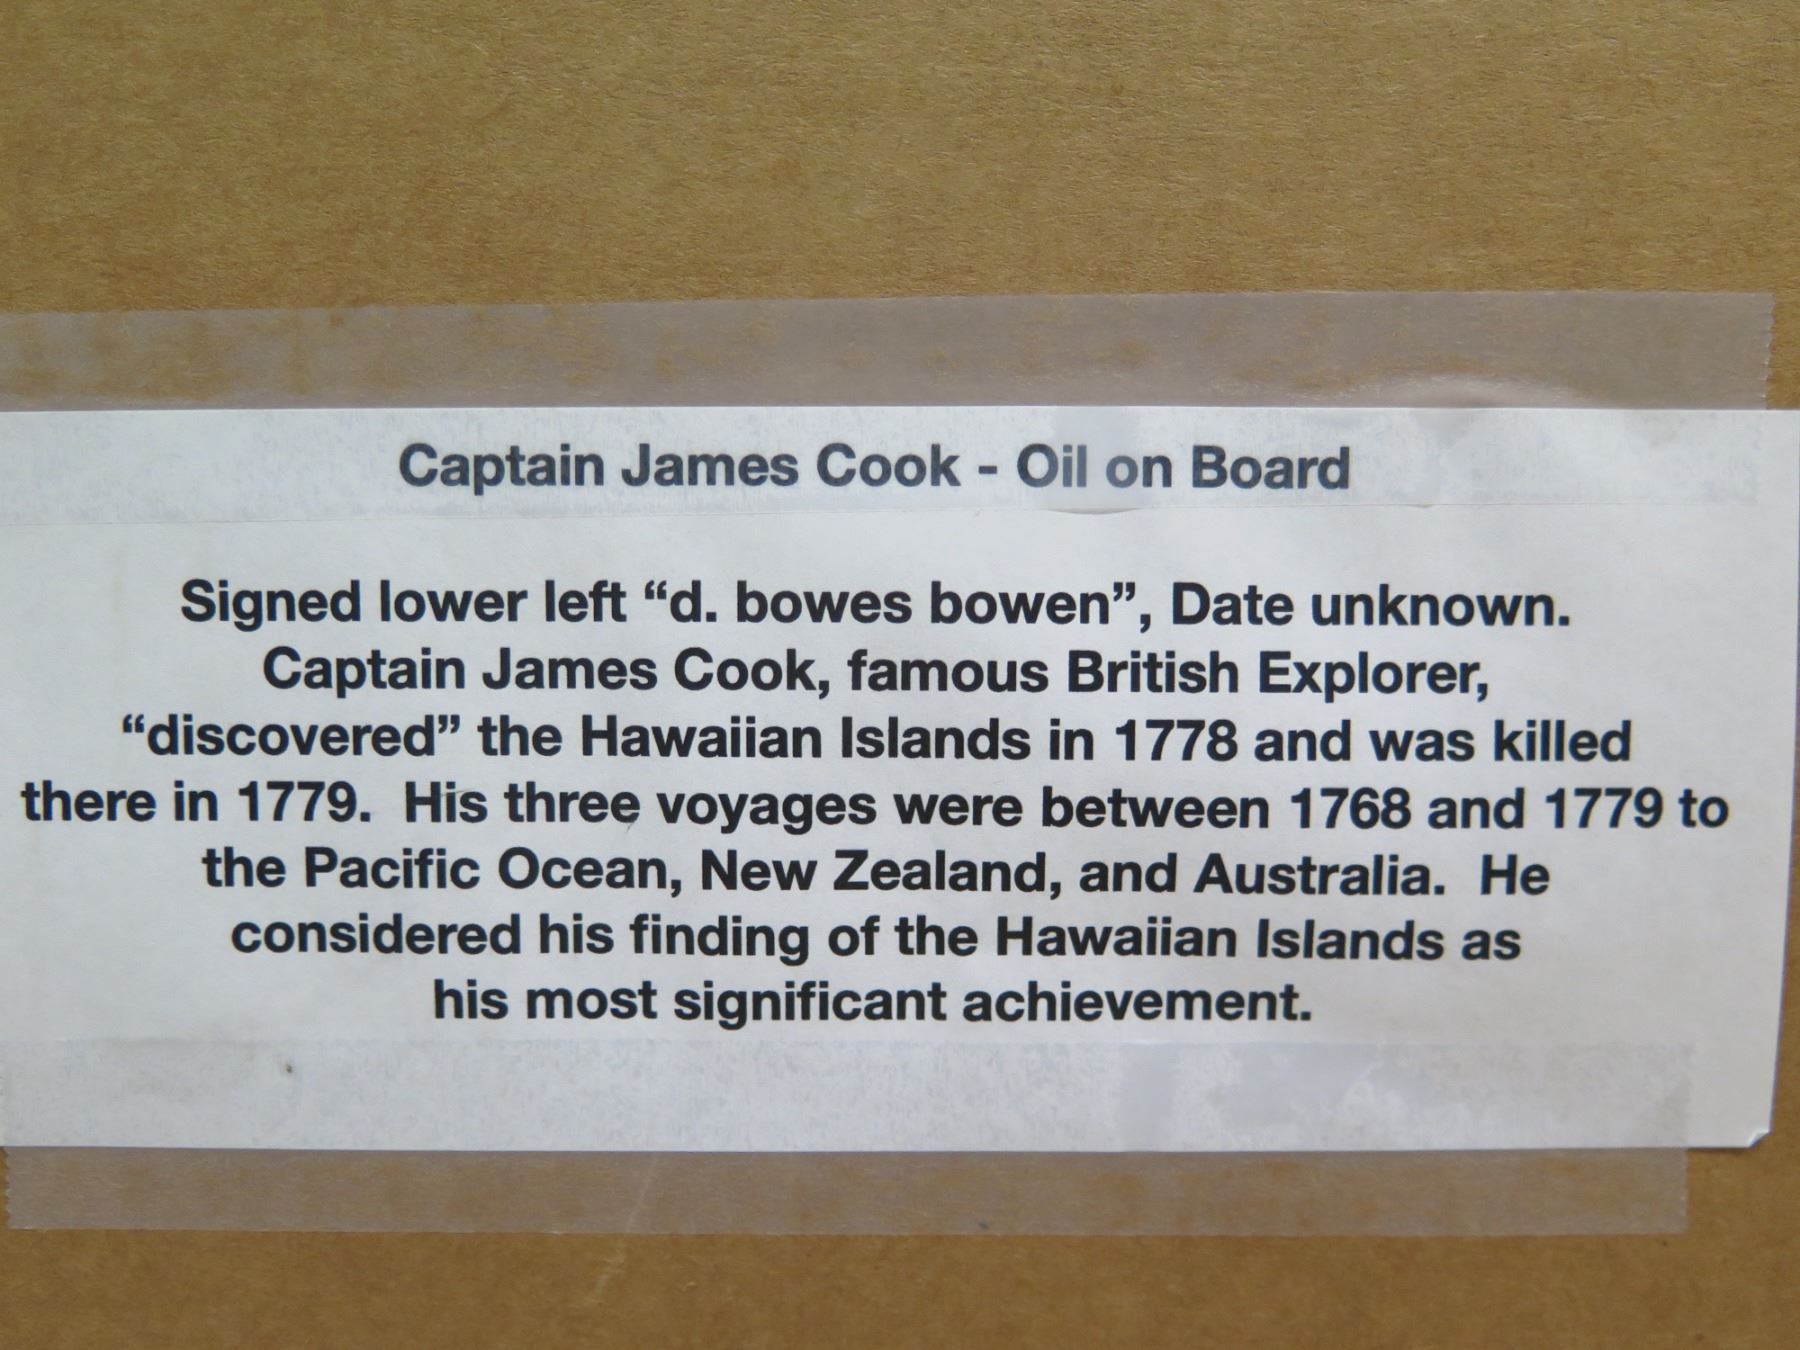 Captain James Cook - Oil on Board
Signed lower left “d. bowes bowen”, Date unknown.
Captain James Cook, famous British Explorer,
“discovered” the Hawaiian Islands in 1778 and was killed
there in 1779.  His three voyages were between 1768 and 1779 to
the Pacific Ocean, New Zealand, and Australia.  He
considered his finding of the Hawaiian Islands as
his most significant achievement.